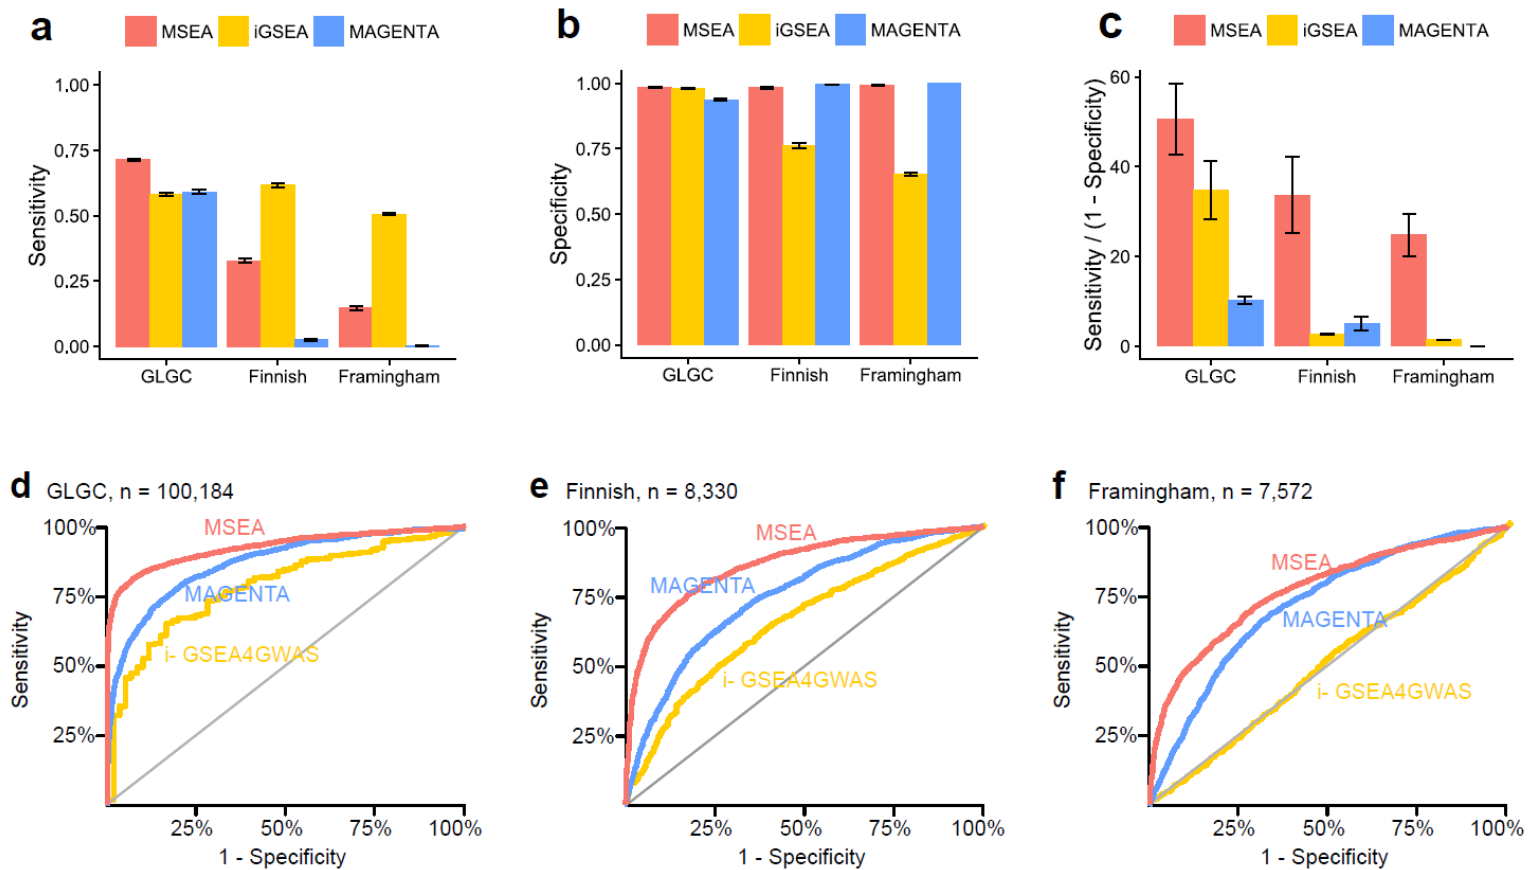 a
MSEA iGSEA MAGENTA
Sensitivity
1.00
0.75
0.50
0.25
0.00
GLGC Finnish Framingham
b
MSEA iGSEA MAGENTA
Specificity
1.00
0.75
0.50
0.25
0.00
GLGC Finnish Framingham
c
MSEA iGSEA MAGENTA
Sensitivity / (1 - Specificity)
60
40
20
0
GLGC Finnish Framingham
d GLGC, n = 100,184
Sensitivity
100%
75%
50%
25%
MSEA
MAGENTA
i- GSEA4GWAS
25% 50% 75% 100%
1 - Specificity
e Finnish, n = 8,330
Sensitivity
100%
75%
50%
25%
MSEA
MAGENTA
i- GSEA4GWAS
25% 50% 75% 100%
1 - Specificity
f Framingham, n = 7,572
Sensitivity
100%
75%
50%
25%
MSEA
MAGENTA
i- GSEA4GWAS
25% 50% 75% 100%
1 - Specificity